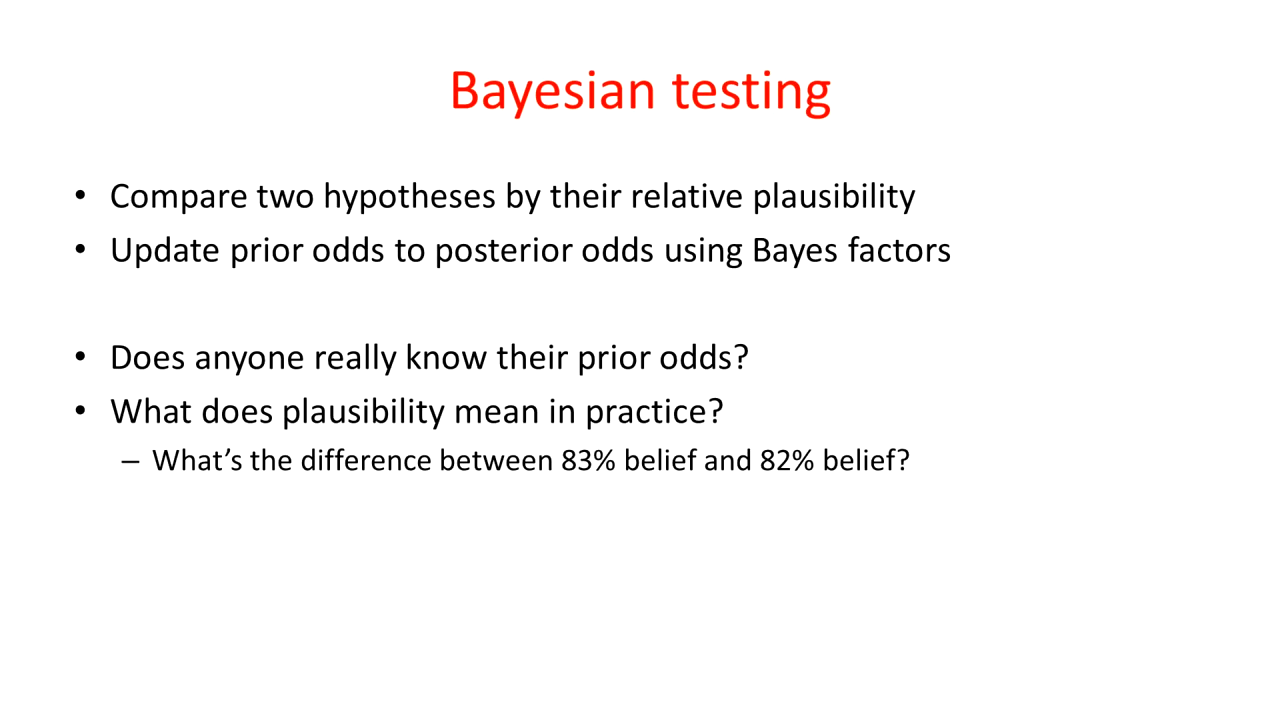 Bayesian testing
• Compare two hypotheses by their relative plausibility
• Update prior odds to posterior odds using Bayes factors
• Does anyone really know their prior odds?
• What does plausibility mean in practice?
– What’s the difference between 83% belief and 82% belief?